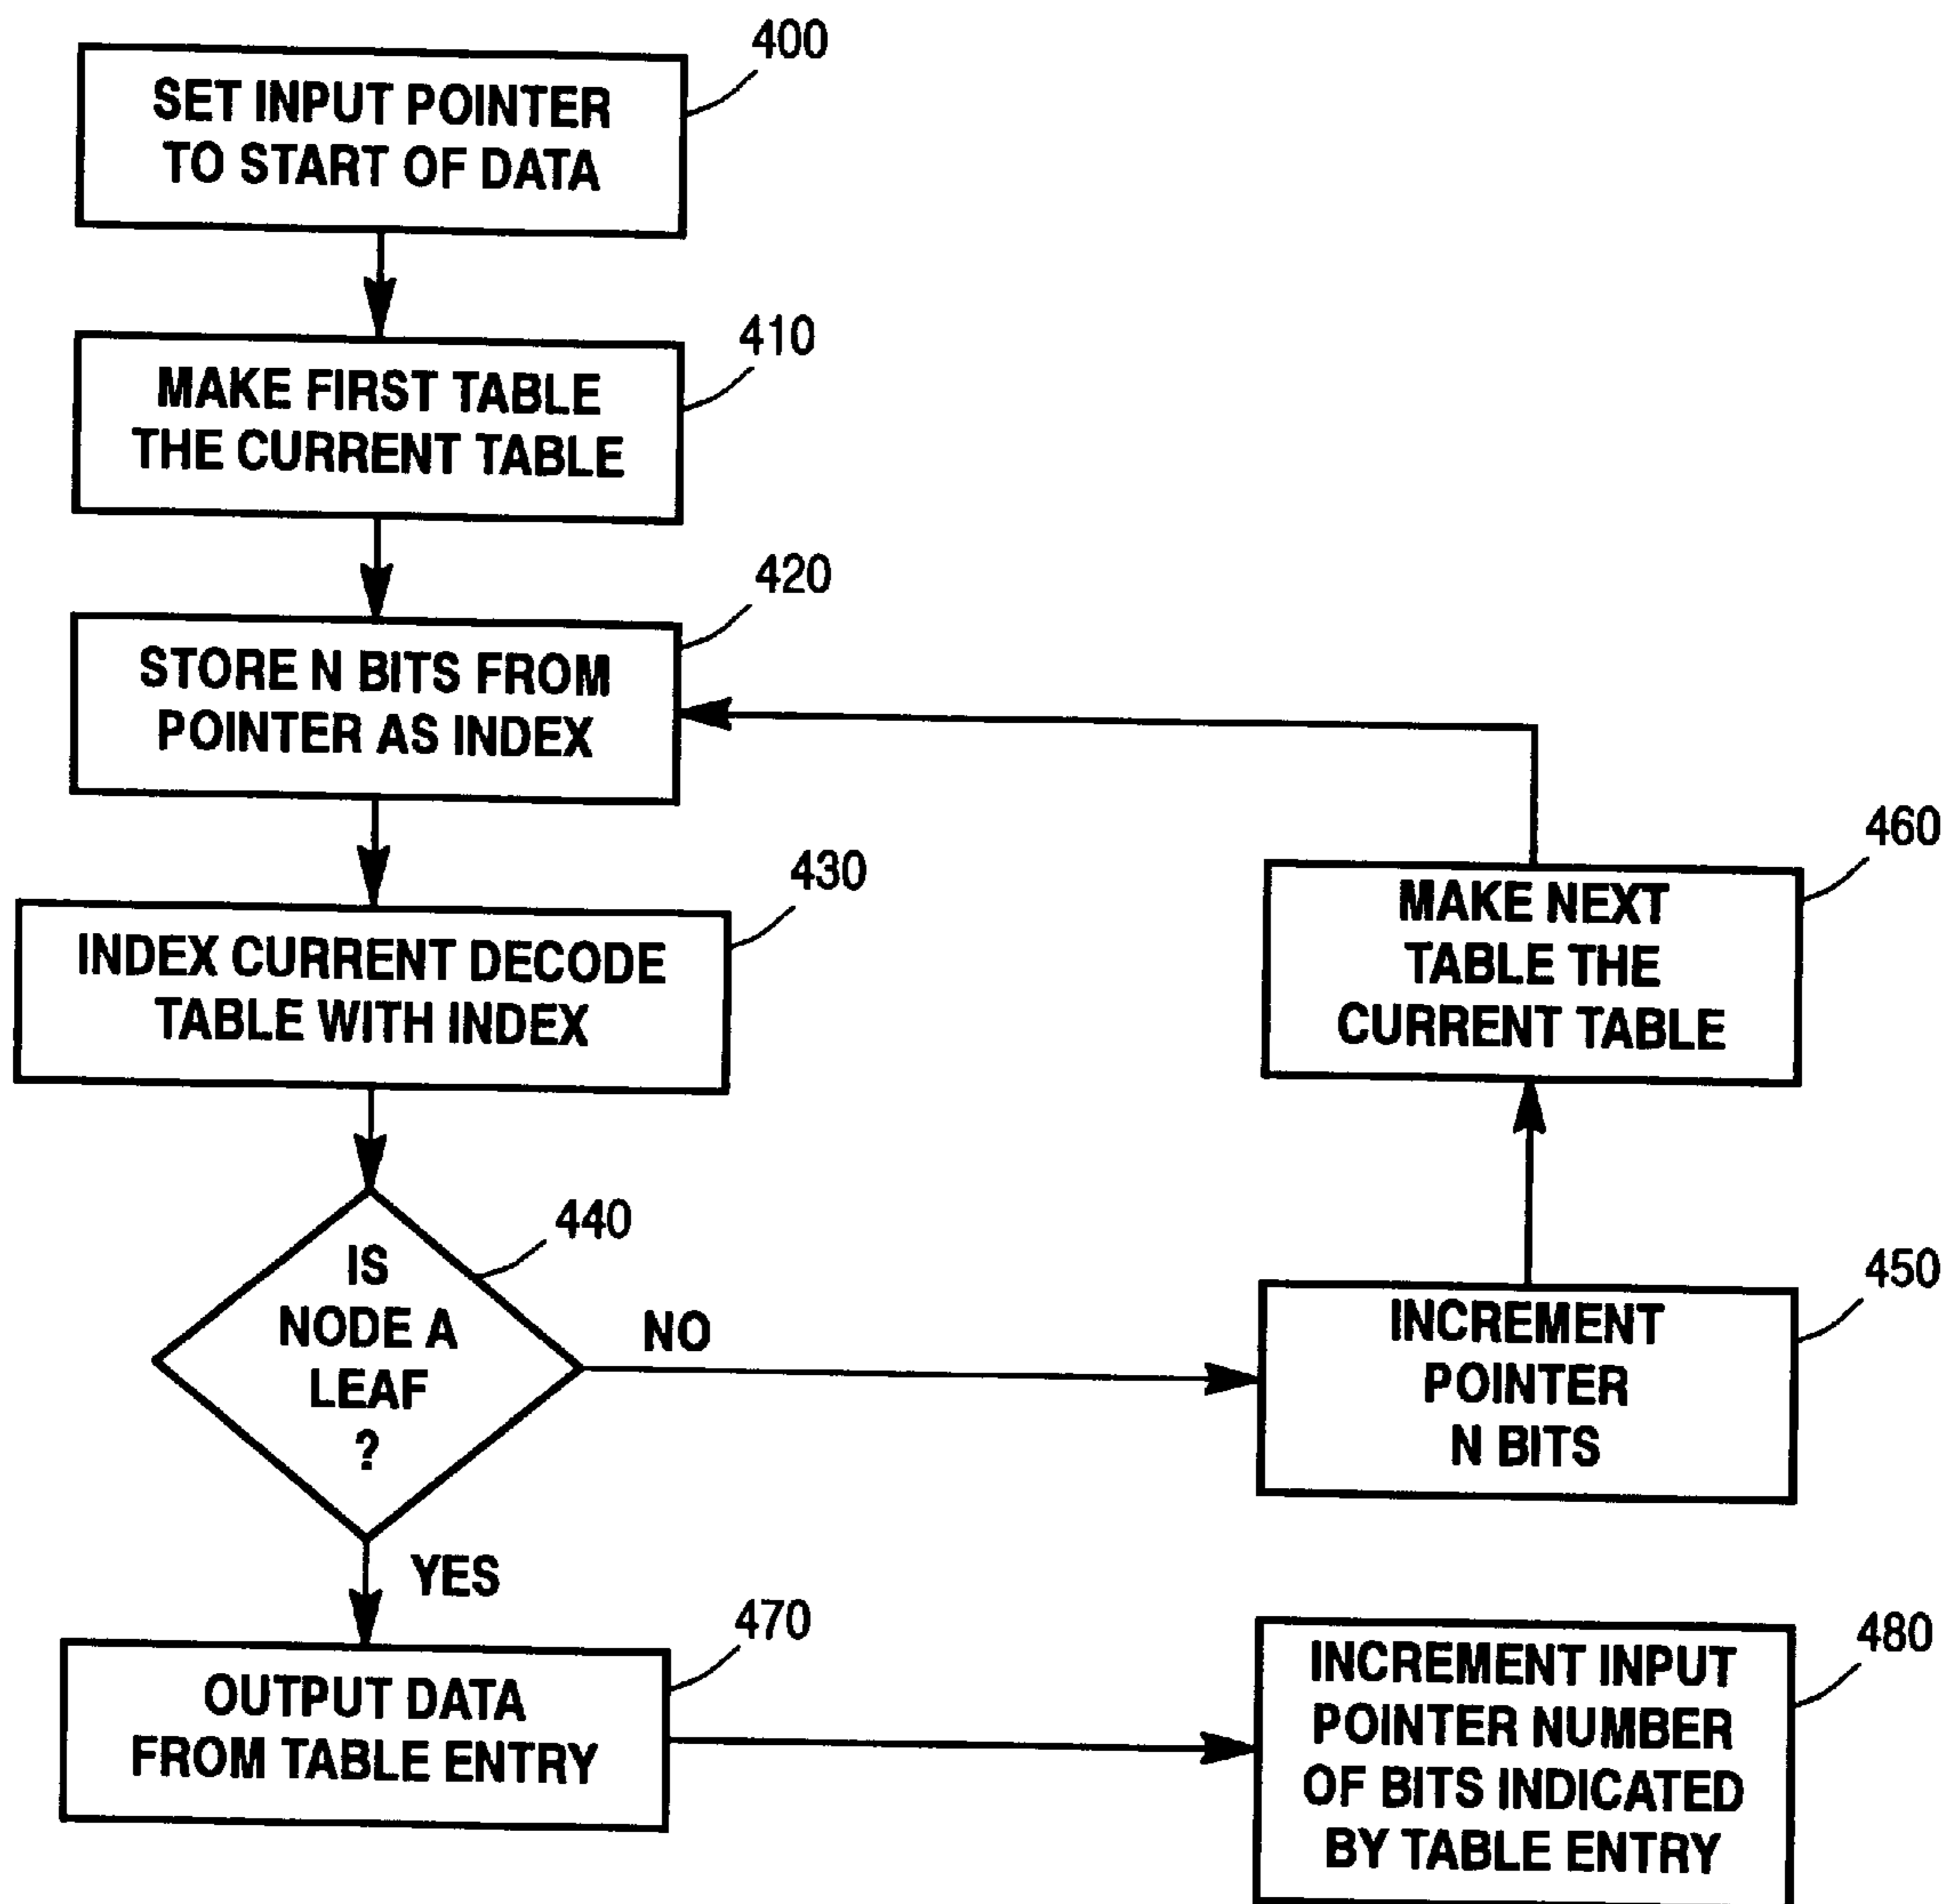 400
SET INPUT POINTER
TO START OF DATA
410
MAKE FIRST TABLE
THE CURRENT TABLE
420
STORE N BITS FROM
POINTER AS INDEX
430
INDEX CURRENT DECODE
TABLE WITH INDEX
460
MAKE NEXT
TABLE THE
CURRENT TABLE
440
IS
NODE A
LEAF
?
NO
450
INCREMENT
POINTER
N BITS
YES
470
OUTPUT DATA
FROM TABLE ENTRY
480
INCREMENT INPUT
POINTER NUMBER
OF BITS INDICATED
BY TABLE ENTRY